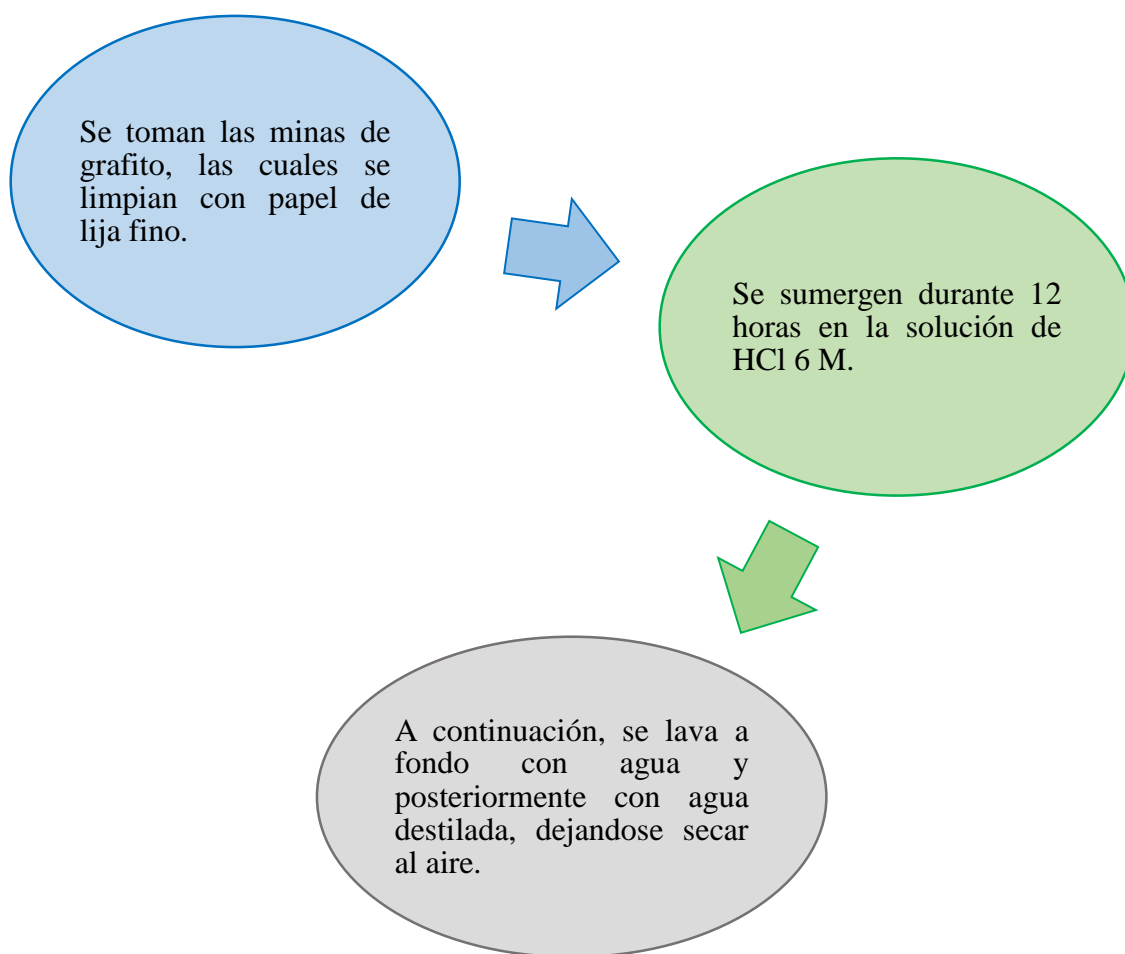 Se toman las minas de
grafito, las cuales se
limpian con papel de
lija fino.
Se sumergen durante 12
horas en la solución de
HCl 6 M.
A continuación, se lava a
fondo con agua y
posteriormente con agua
destilada, dejandose secar
al aire.